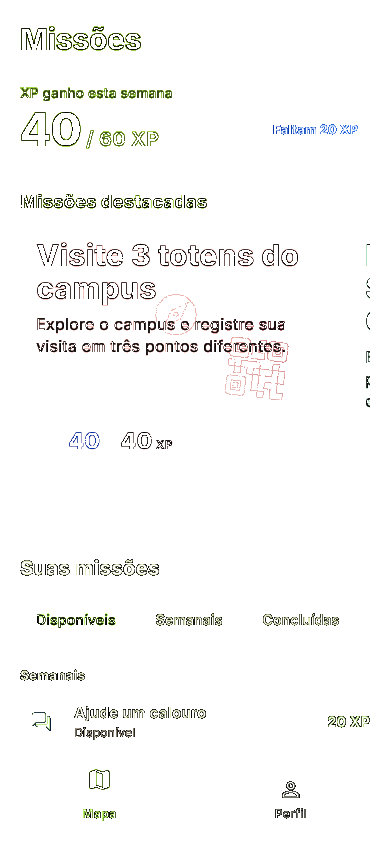 Missões
XP ganho esta semana
40 / 60 XP
Faltam 20 XP
Missões destacadas
Visite 3 totens do
campus
Explore o campus e registre sua
visita em três pontos diferentes.
40 40 XP
Suas missões
Disponíveis Semanais Concluídas
Semanais
Ajude um calouro
Disponível
20 XP
Mapa Perfil